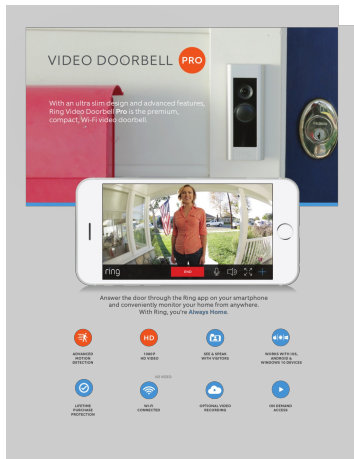 VIDEO DOORBELL PRO
With an ultra slim design and advanced features,
Ring Video Doorbell Pro is the premium,
compact, Wi-Fi video doorbell.
ring
END
Answer the door through the Ring app on your smartphone
and conveniently monitor your home from anywhere.
With Ring, you're Always Home.
HD
ADVANCED
MOTION
DETECTION
1080P
HD VIDEO
SEE & SPEAK
WITH VISITORS
WORKS WITH IOS,
ANDROID &
WINDOWS 10 DEVICES
HD VIDEO
LIFETIME
PURCHASE
PROTECTION
WI-FI
CONNECTED
OPTIONAL VIDEO
RECORDING
ON DEMAND
ACCESS